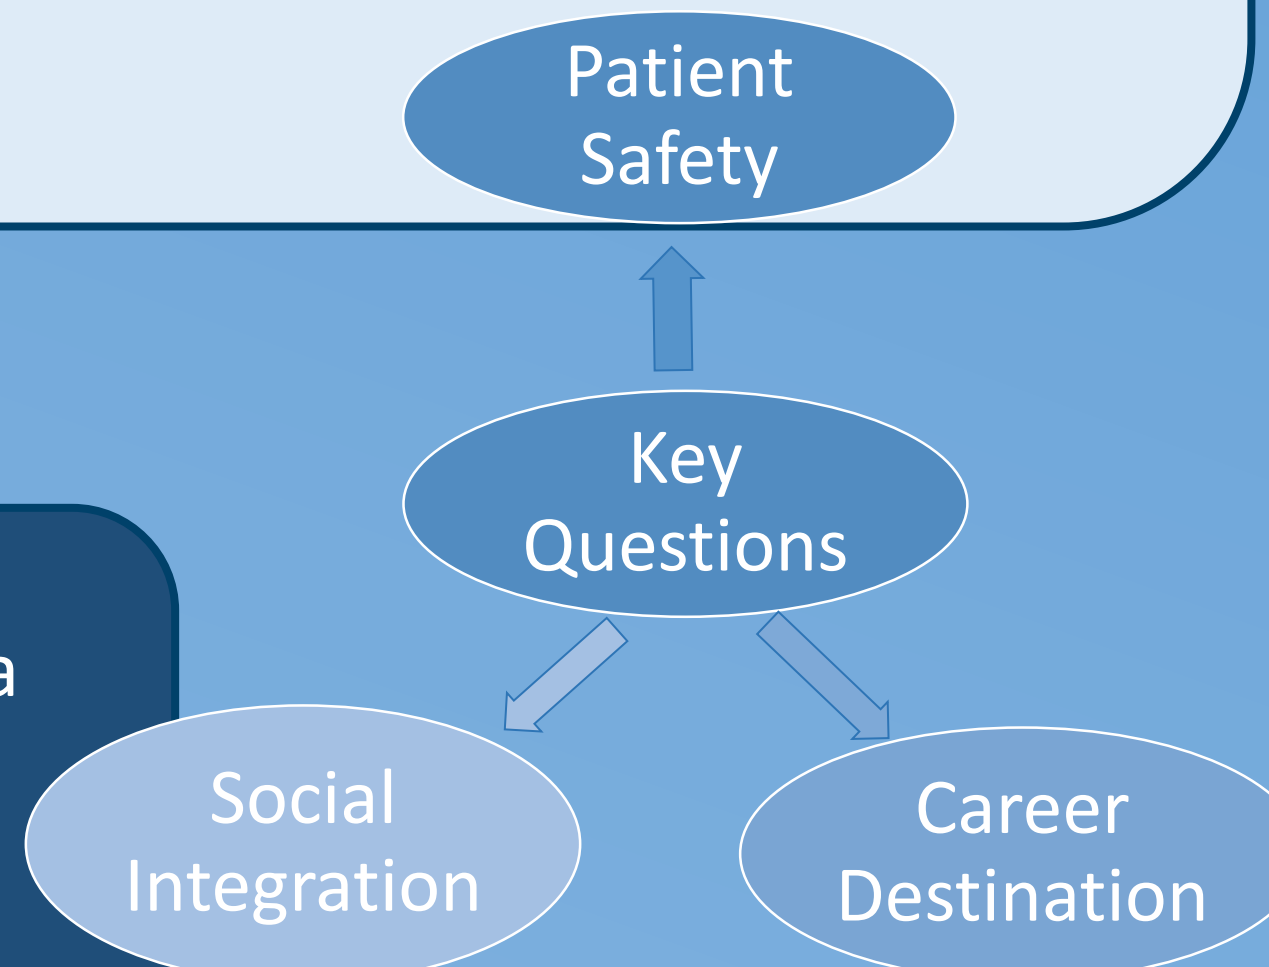 Patient
Safety
Key
Questions
a
Social
Integration
Career
Destination